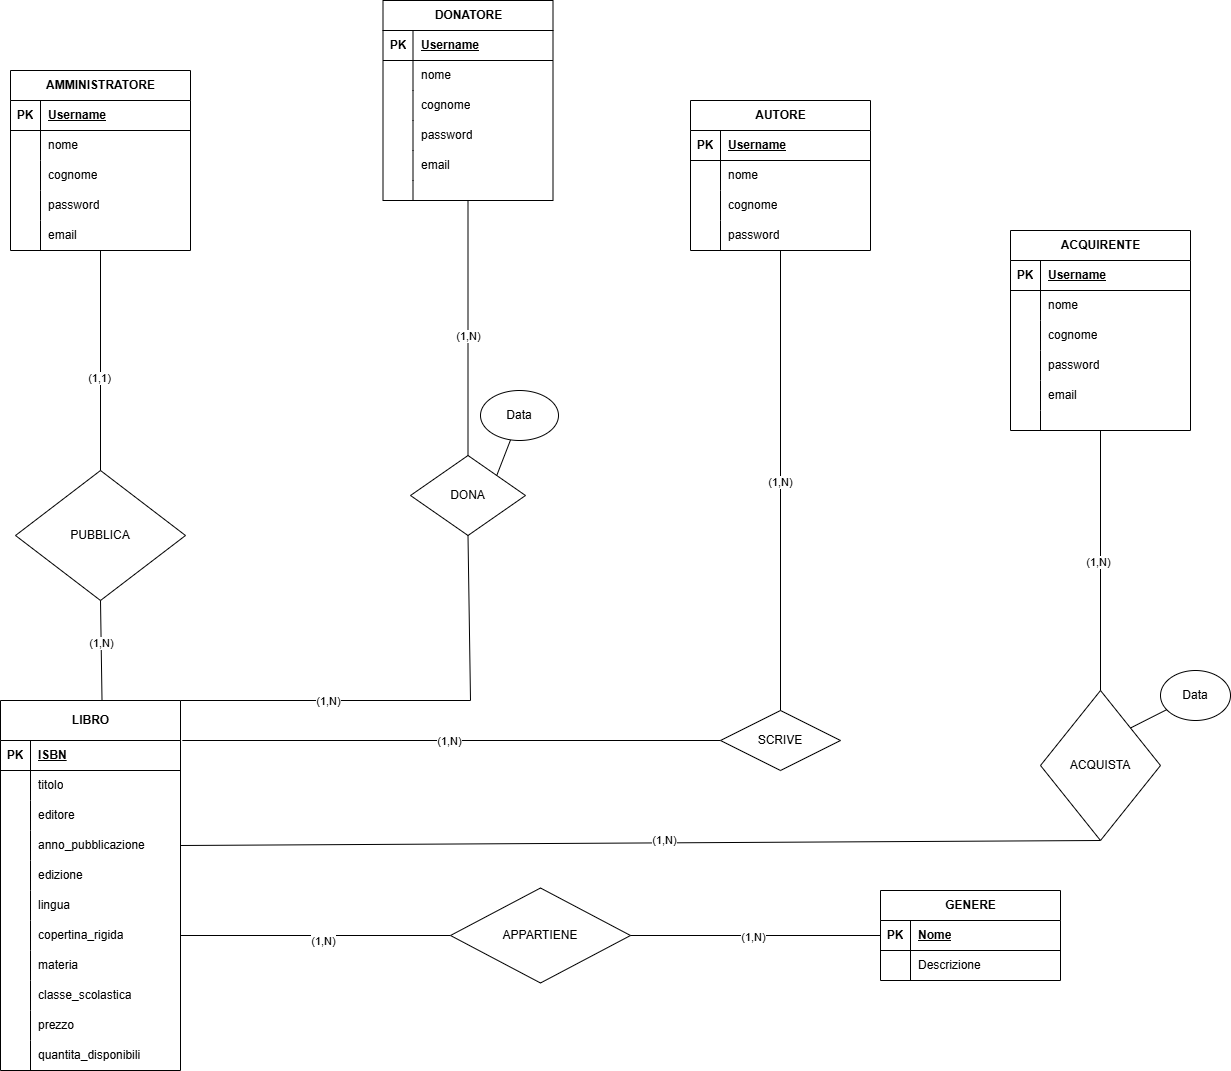 DONATORE
PK Username
nome
cognome
password
email
AMMINISTRATORE
PK Username
nome
cognome
password
email
AUTORE
PK Username
nome
cognome
password
ACQUIRENTE
PK Username
nome
cognome
password
email
(1,N)
(1,1)
Data
DONA
(1,N)
PUBBLICA
(1,N)
(1,N)
Data
(1,N)
LIBRO
(1,N)
SCRIVE
ACQUISTA
PK ISBN
titolo
editore
anno_pubblicazione
edizione
lingua
copertina_rigida
materia
classe_scolastica
prezzo
quantita_disponibili
(1,N)
(1,N)
APPARTIENE
(1,N)
GENERE
PK Nome
Descrizione